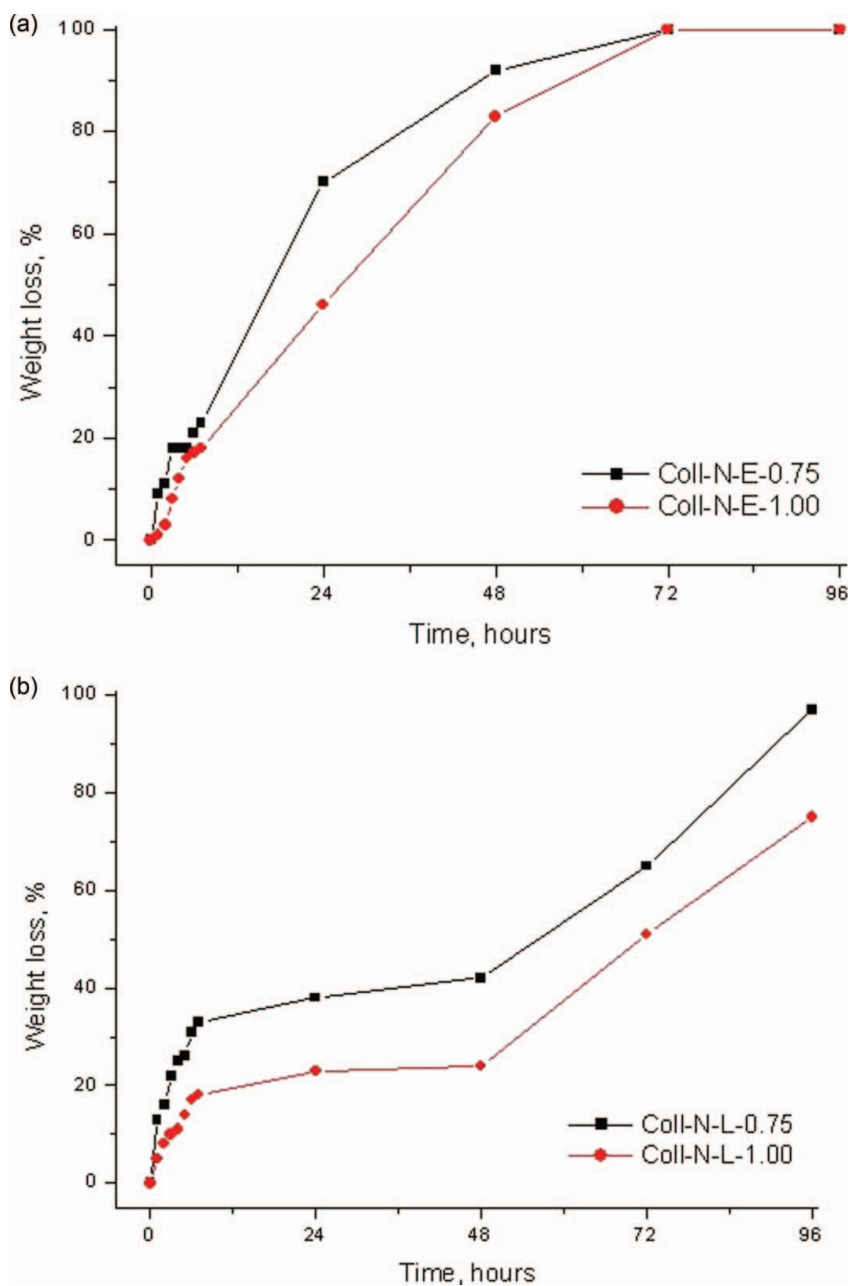 (a)
100
80
60
40
20
0
Weight loss, %
Coll-N-E-0.75
Coll-N-E-1.00
0 24 48 72 96
Time, hours
(b)
100
80
60
40
20
0
Weight loss, %
Coll-N-L-0.75
Coll-N-L-1.00
0 24 48 72 96
Time, hours